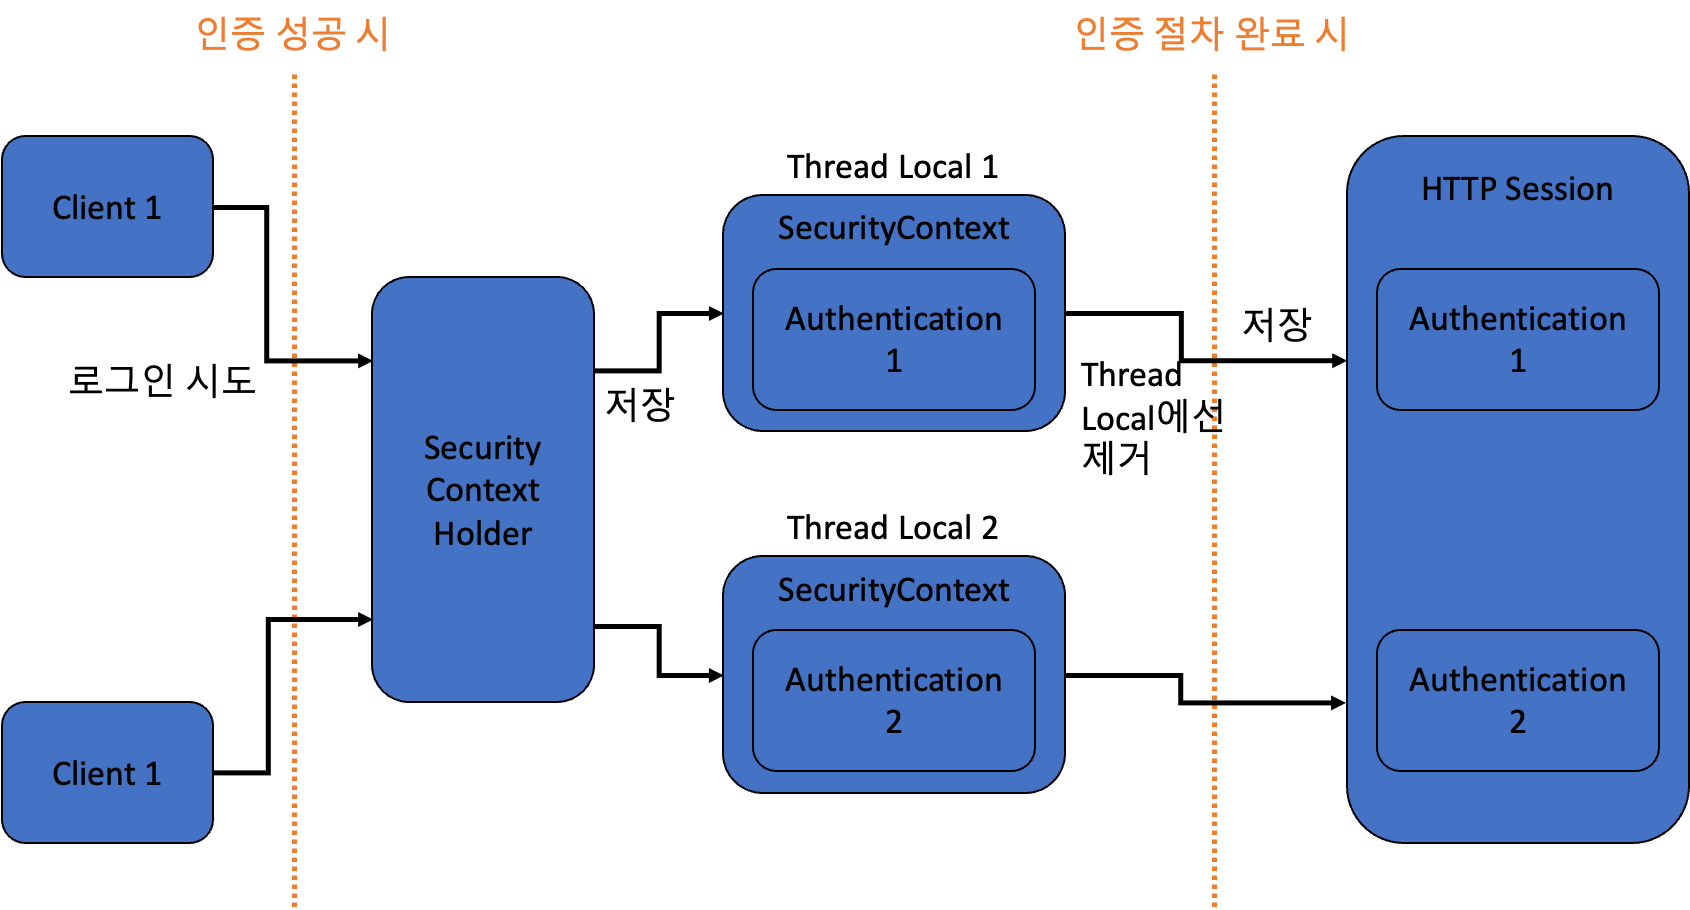 인증 성공 시
인증 절차 완료 시
Client 1
로그인 시도
Client 1
Security
Context
Holder
저장
Thread Local 1
SecurityContext
Authentication
1
Thread
Local에선
제거
저장
Thread Local 2
SecurityContext
Authentication
2
HTTP Session
Authentication
1
Authentication
2